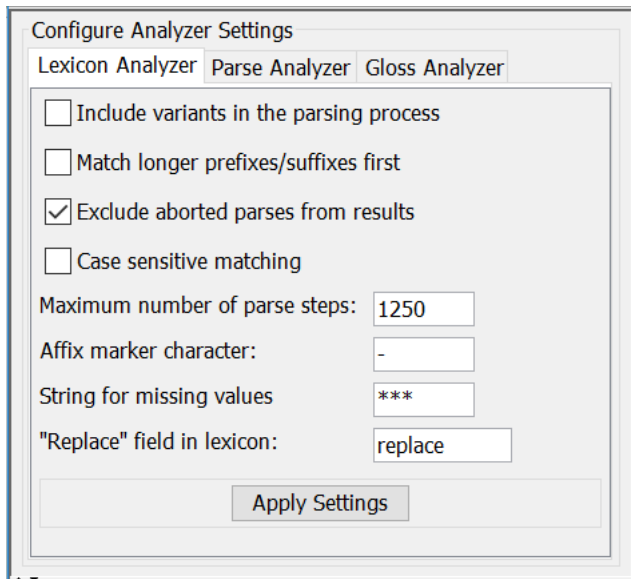 Configure Analyzer Settings
Lexicon Analyzer Parse Analyzer Gloss Analyzer
Include variants in the parsing process
Match longer prefixes/suffixes first
Exclude aborted parses from results
Case sensitive matching
Maximum number of parse steps: 1250
Affix marker character: -
String for missing values ***
"Replace" field in lexicon: replace
Apply Settings